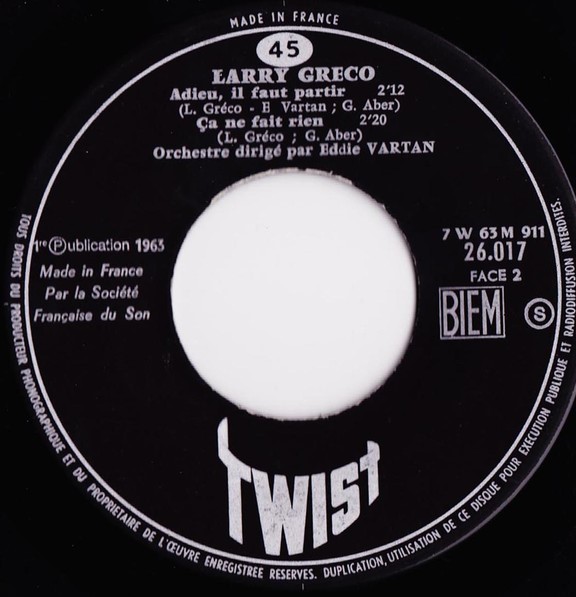 MADE IN FRANCE
45
LARRY GRECO
Adieu, il faut partir 2'12
(L. Gréco - E Vartan ; G. Aber)
Ça ne fait rien 2'20
(L. Gréco ; G. Aber)
Orchestre dirigé par Eddie VARTAN
1re Ⓟublication 1963
Made in France
Par la Société
Française du Son
7 W 63 M 911
26.017
FACE 2
BIEM
S
TWIST
TOUS DROITS DU PRODUCTEUR PHONOGRAPHIQUE ET DU PROPRIETAIRE DE L'ŒUVRE ENREGISTREE RESERVES. DUPLICATION, UTILISATION DE CE DISQUE POUR EXECUTION PUBLIQUE ET RADIODIFFUSION INTERDITES.